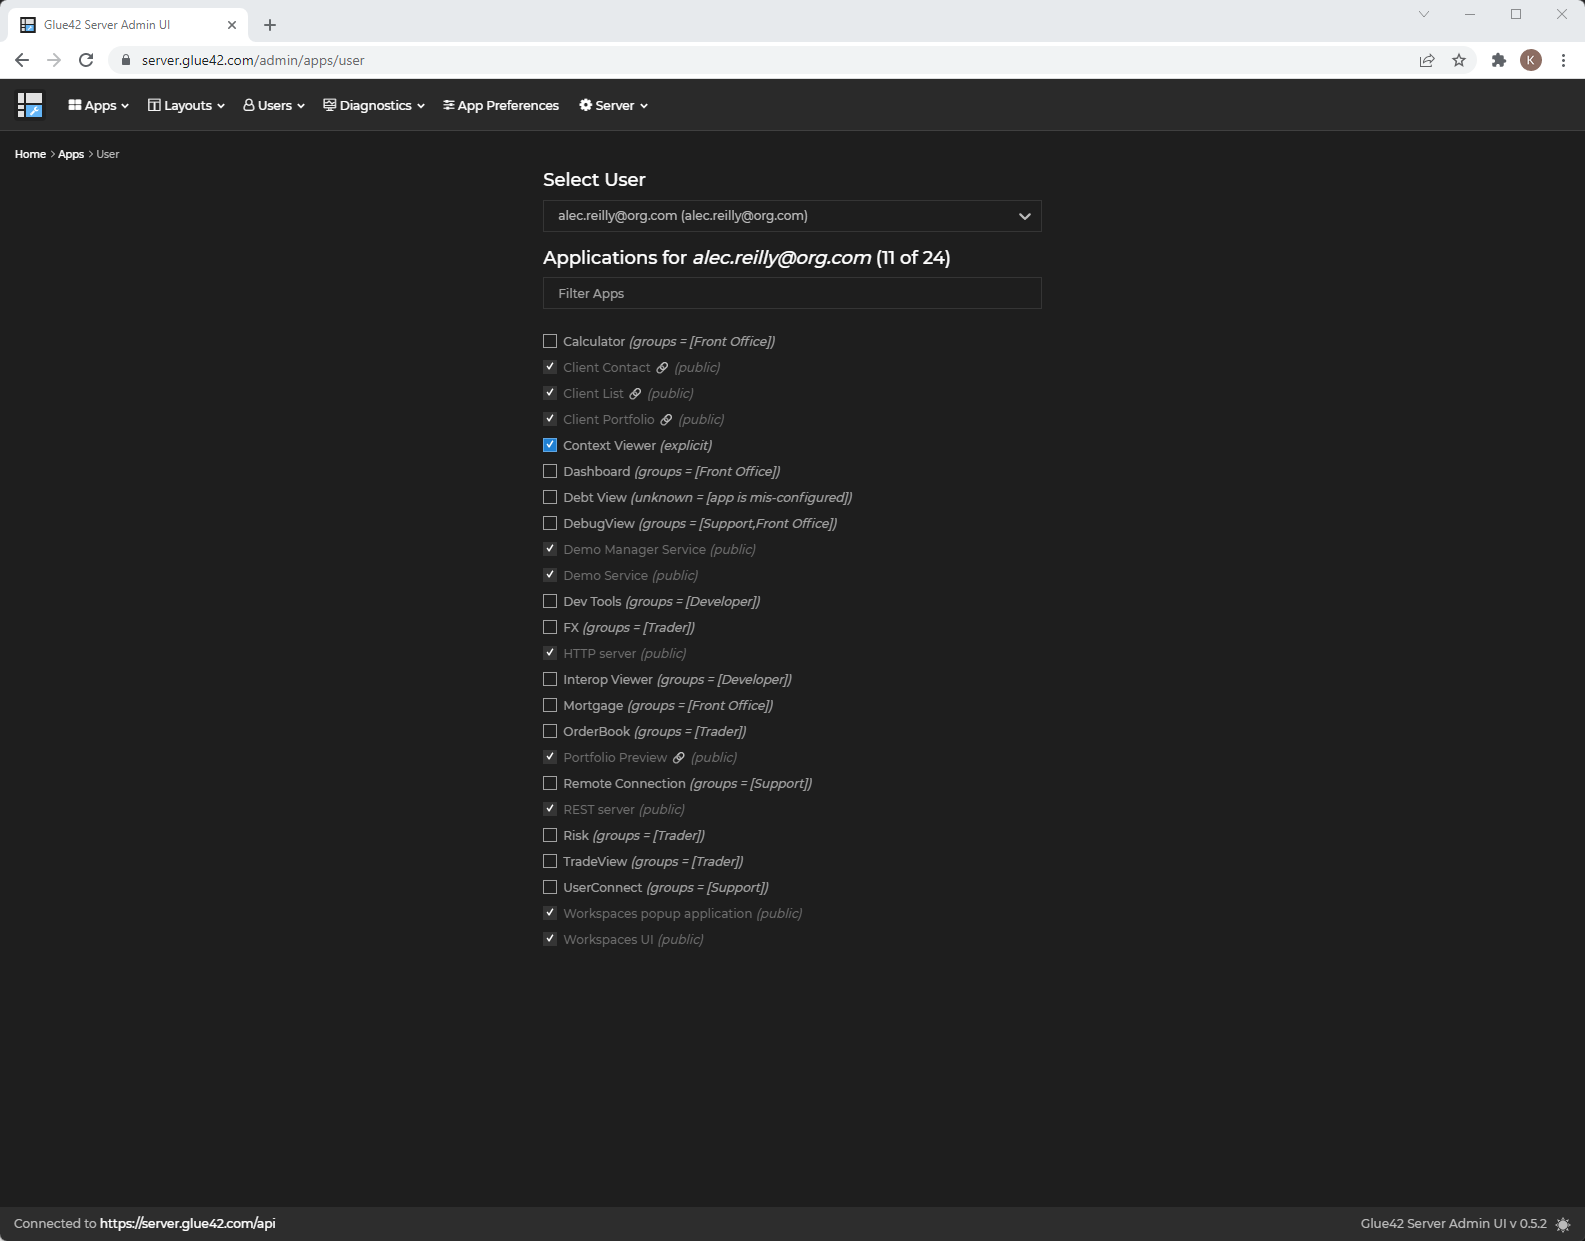 Glue42 Server Admin UI
server.glue42.com/admin/apps/user
K
Apps Layouts Users Diagnostics App Preferences Server
Home > Apps > User
Select User
alec.reilly@org.com (alec.reilly@org.com)
Applications for alec.reilly@org.com (11 of 24)
Filter Apps
Calculator (groups = [Front Office])
Client Contact (public)
Client List (public)
Client Portfolio (public)
Context Viewer (explicit)
Dashboard (groups = [Front Office])
Debt View (unknown = [app is mis-configured])
DebugView (groups = [Support,Front Office])
Demo Manager Service (public)
Demo Service (public)
Dev Tools (groups = [Developer])
FX (groups = [Trader])
HTTP server (public)
Interop Viewer (groups = [Developer])
Mortgage (groups = [Front Office])
OrderBook (groups = [Trader])
Portfolio Preview (public)
Remote Connection (groups = [Support])
REST server (public)
Risk (groups = [Trader])
TradeView (groups = [Trader])
UserConnect (groups = [Support])
Workspaces popup application (public)
Workspaces UI (public)
Connected to https://server.glue42.com/api
Glue42 Server Admin UI v 0.5.2